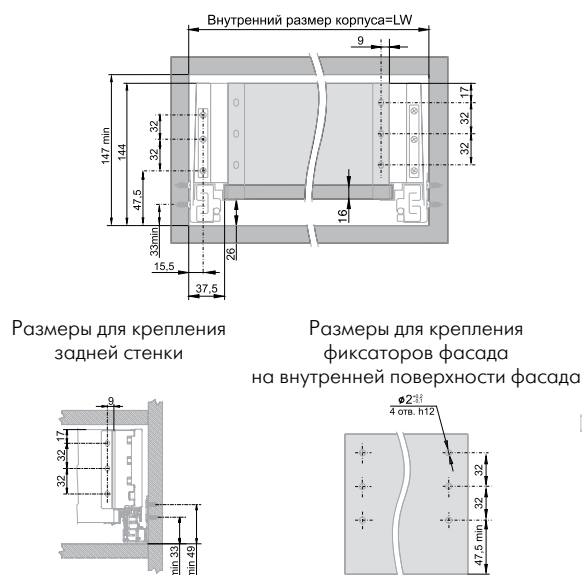 Внутренний размер корпуса=LW
9
17
32
32
32
32
147 min
144
47,5
33min
15,5
37,5
26
16
Размеры для крепления
задней стенки
Размеры для крепления
фиксаторов фасада
на внутренней поверхности фасада
9
17
32
32
min 33
min 49
ø2
4 отв. h12
32
32
47,5 min